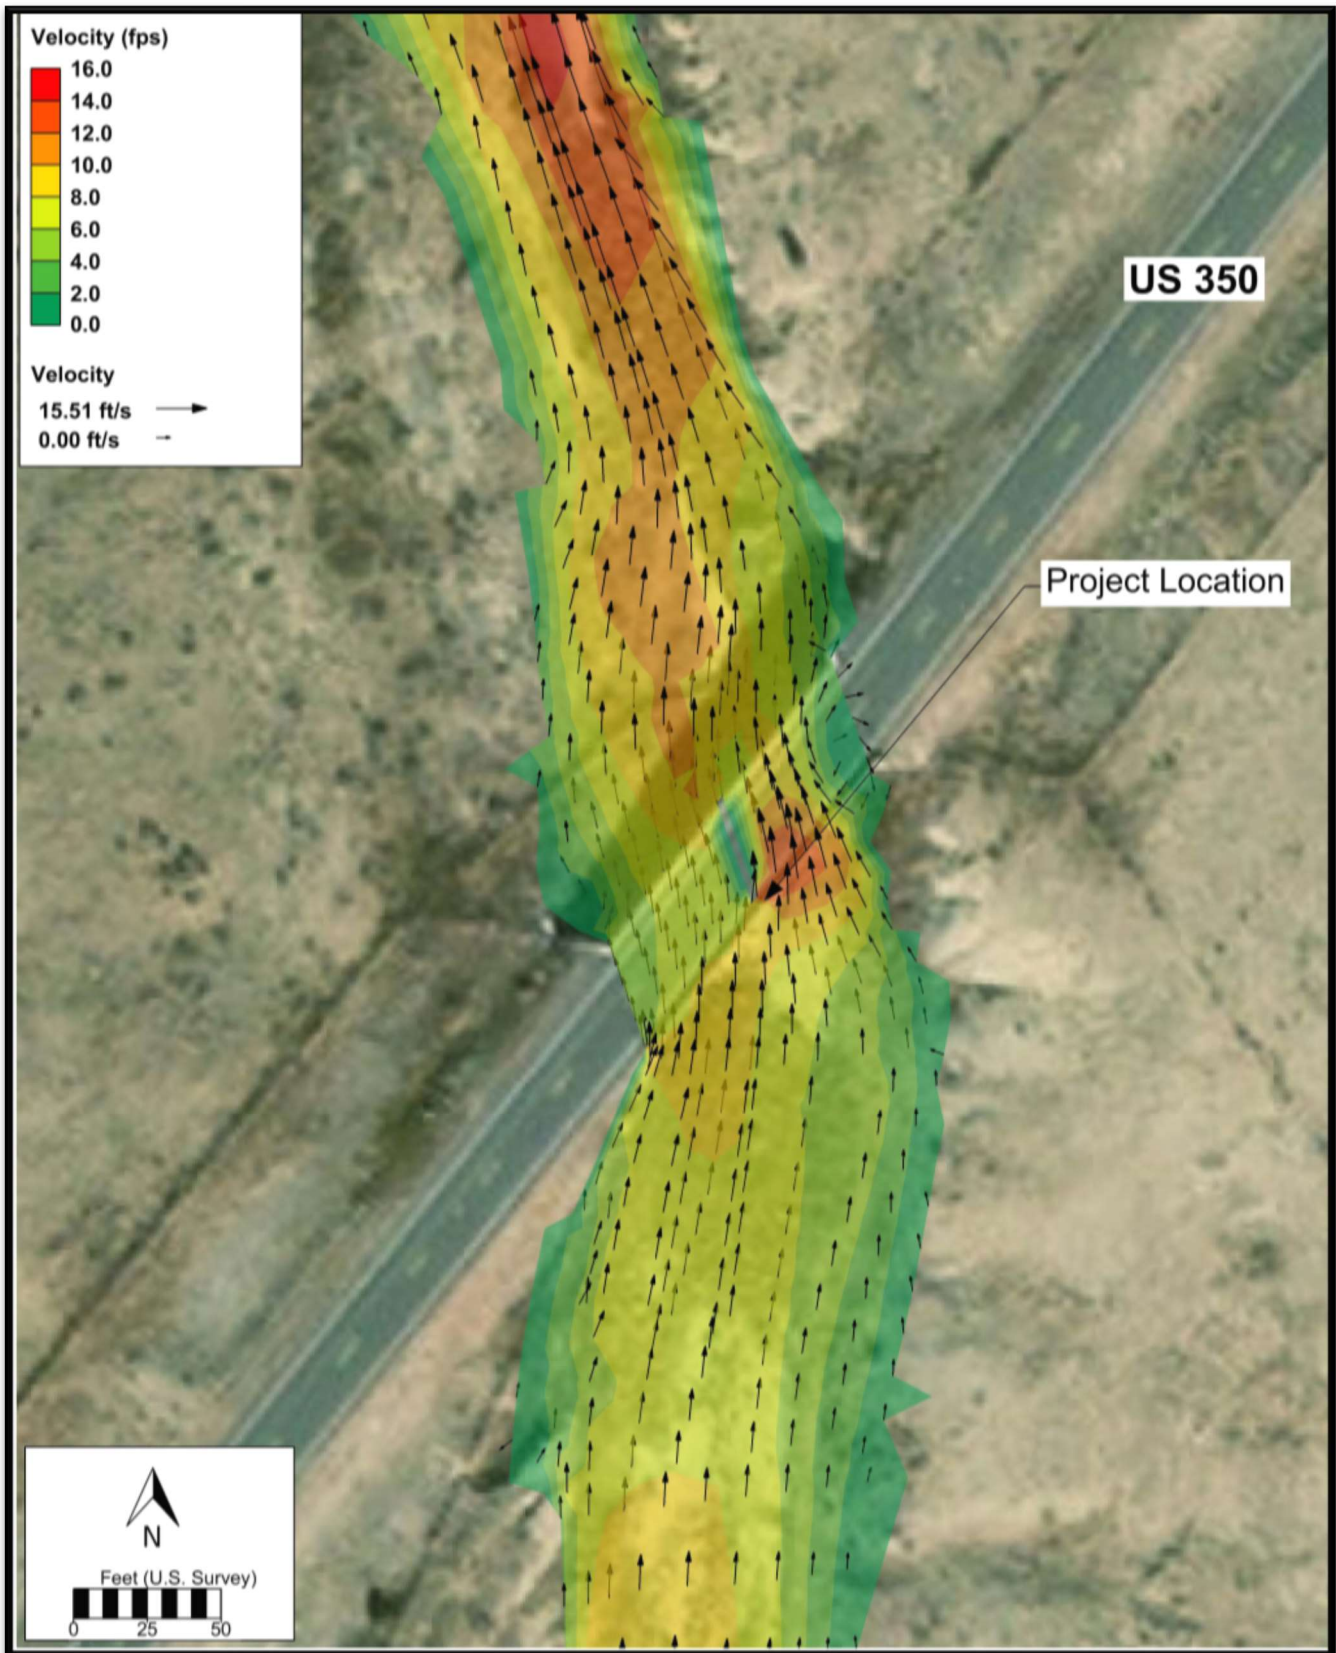 Velocity (fps)
16.0
14.0
12.0
10.0
8.0
6.0
4.0
2.0
0.0
Velocity
15.51 ft/s
0.00 ft/s
US 350
Project Location
N
Feet (U.S. Survey)
0 25 50